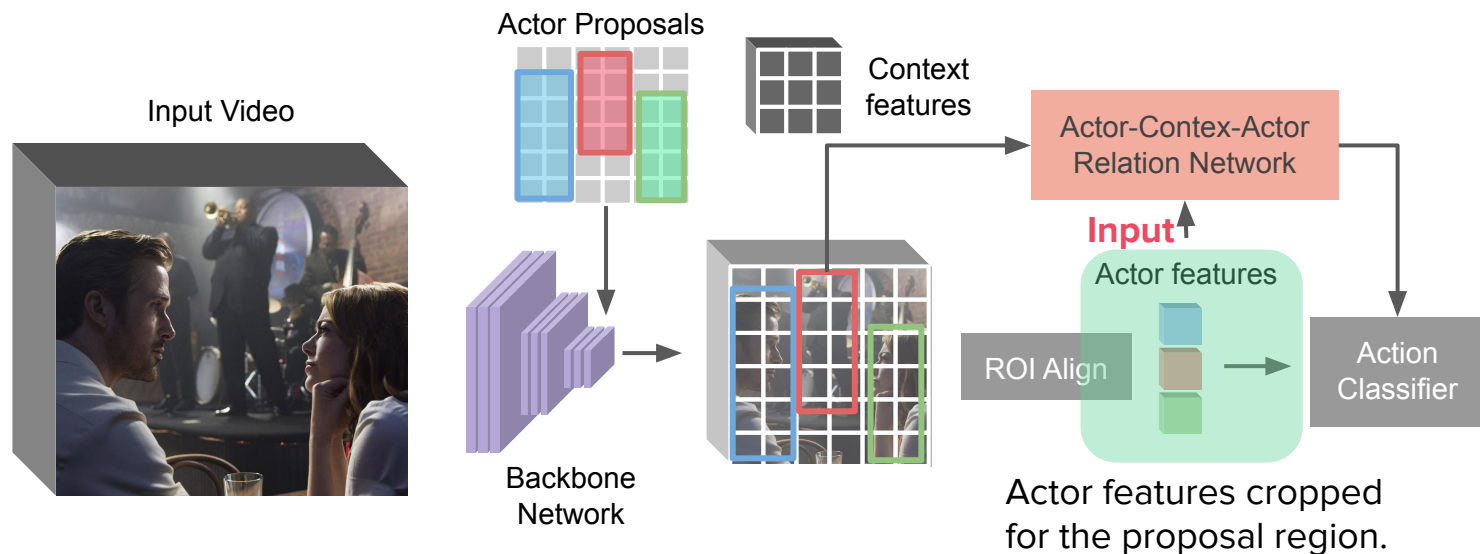 Input Video
Actor Proposals
Backbone
Network
Context
features
Actor-Contex-Actor
Relation Network
Input
Actor features
ROI Align
Action
Classifier
Actor features cropped
for the proposal region.